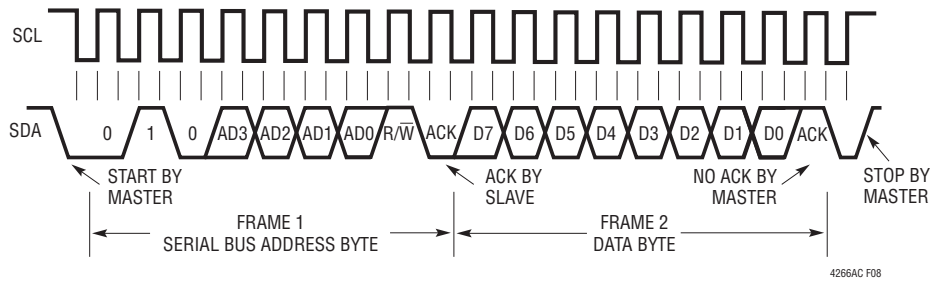 SCL
SDA 0 1 0 AD3 AD2 AD1 AD0 R/W̅ ACK D7 D6 D5 D4 D3 D2 D1 D0 ACK
START BY
MASTER
ACK BY
SLAVE
NO ACK BY
MASTER
STOP BY
MASTER
FRAME 1
SERIAL BUS ADDRESS BYTE
FRAME 2
DATA BYTE
4266AC F08